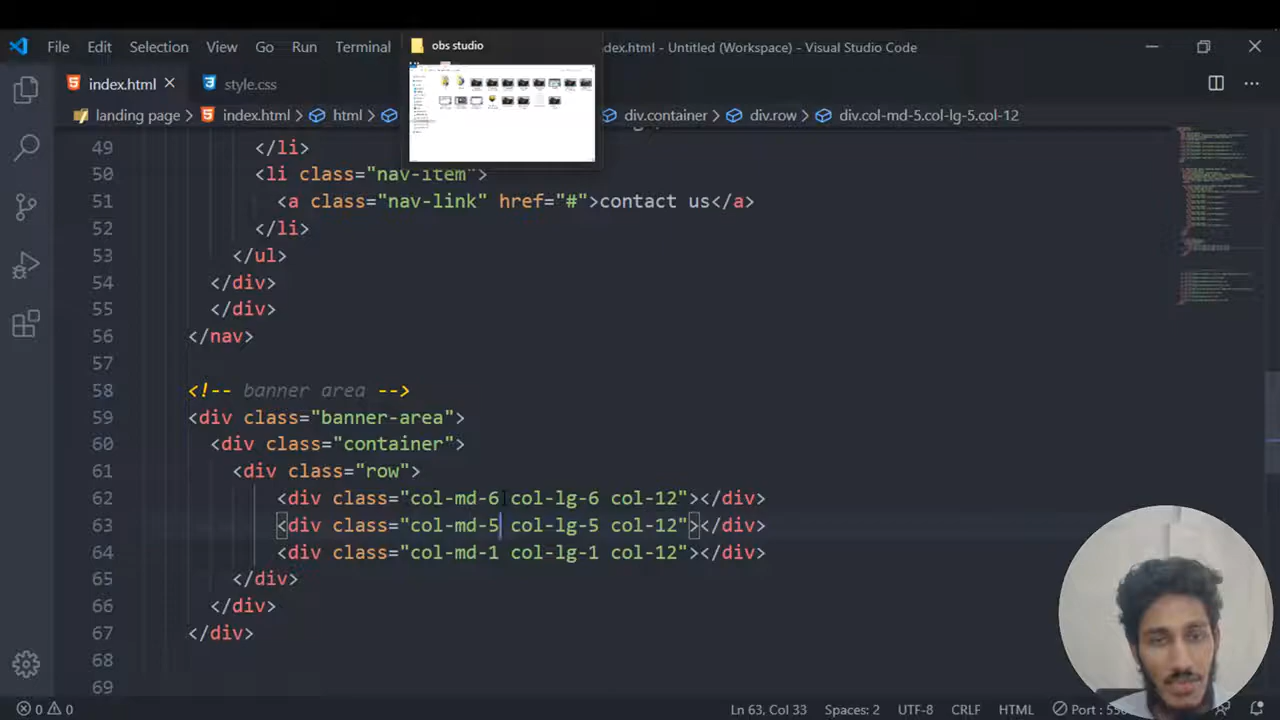 obs studio
File Edit Selection View Go Run Terminal dex.html - Untitled (Workspace) - Visual Studio Code
index.html style.css
landing page > index.html > html > div.container > div.row > div.col-md-5.col-lg-5.col-12
49 </li>
50 <li class="nav-item">
51 <a class="nav-link" href="#">contact us</a>
52 </li>
53 </ul>
54 </div>
55 </div>
56 </nav>
57
58 <!-- banner area -->
59 <div class="banner-area">
60 <div class="container">
61 <div class="row">
62 <div class="col-md-6 col-lg-6 col-12"></div>
63 <div class="col-md-5 col-lg-5 col-12"></div>
64 <div class="col-md-1 col-lg-1 col-12"></div>
65 </div>
66 </div>
67 </div>
68
69
0 0 Ln 63, Col 33 Spaces: 2 UTF-8 CRLF HTML Port :